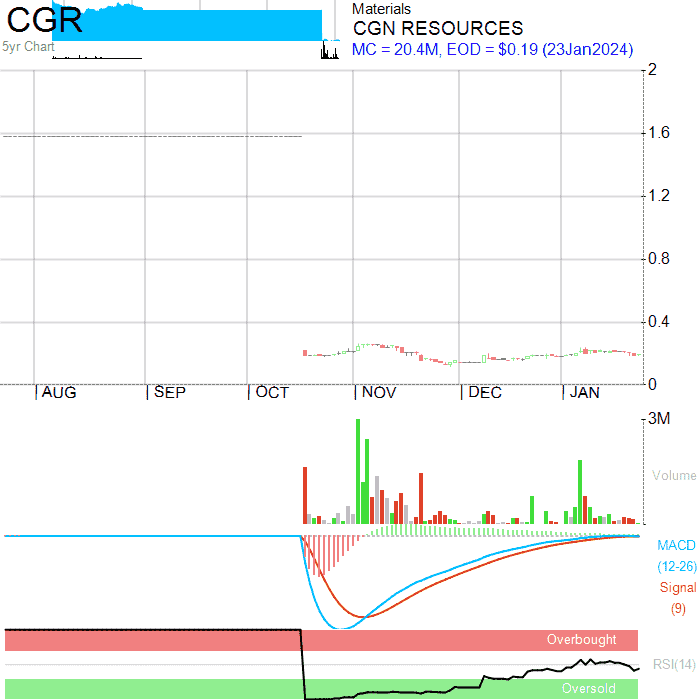 CGR
5yr Chart
Materials
CGN RESOURCES
MC = 20.4M, EOD = $0.19 (23Jan2024)
2
1.6
1.2
0.8
0.4
0
AUG
SEP
OCT
NOV
DEC
JAN
3M
Volume
MACD
(12-26)
Signal
(9)
Overbought
RSI(14)
Oversold